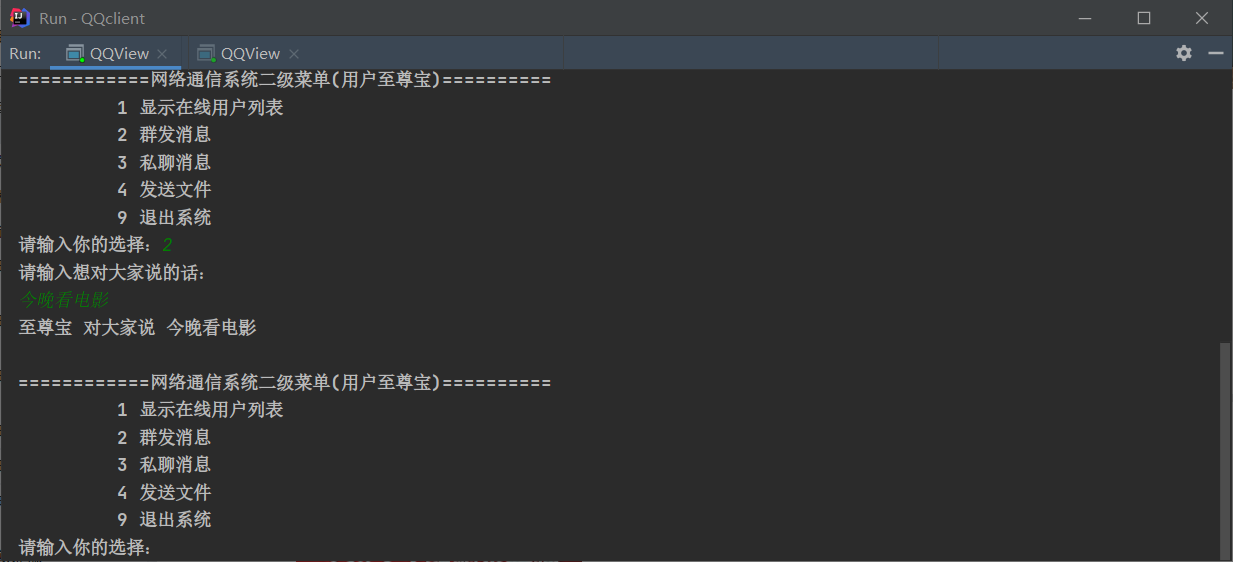 Run - QQclient
Run: QQView QQView
============网络通信系统二级菜单(用户至尊宝)==========
1 显示在线用户列表
2 群发消息
3 私聊消息
4 发送文件
9 退出系统
请输入你的选择: 2
请输入想对大家说的话:
今晚看电影
至尊宝 对大家说 今晚看电影
============网络通信系统二级菜单(用户至尊宝)==========
1 显示在线用户列表
2 群发消息
3 私聊消息
4 发送文件
9 退出系统
请输入你的选择: